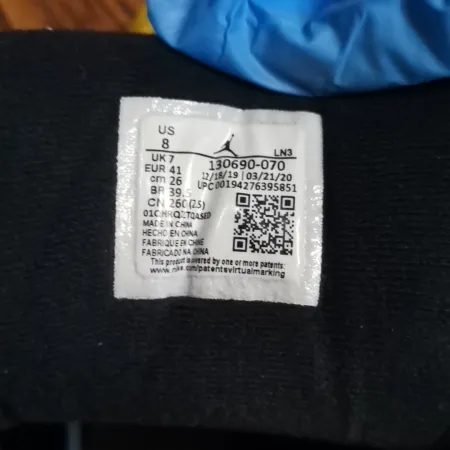 US
8
LN3
UK 7
130690-070
EUR 41
12/18/19 03/21/20
cm 26
UPC 00194276395851
BR 39.5
CN 260(2.5)
MADE IN CHINA
HECHO EN CHINA
FABRIQUE EN CHINE
FABRICADO NA CHINA
This product is covered by one or more patents:
www.nike.com/patentsvirtualmarking